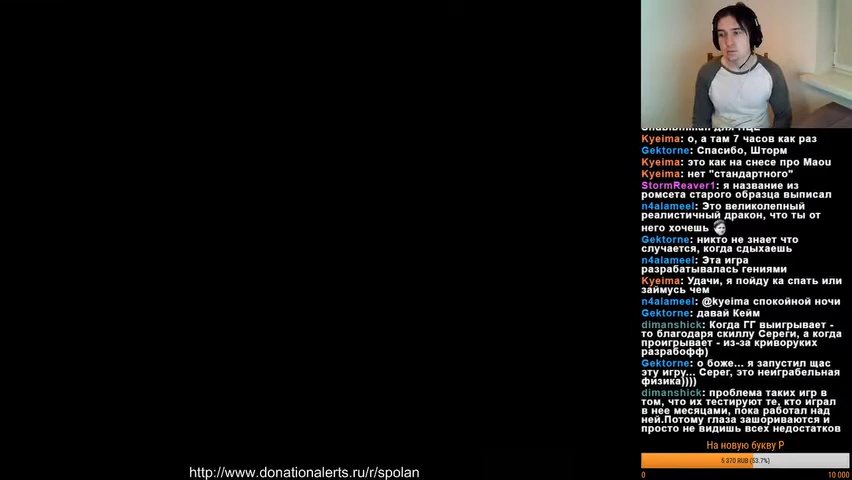 Kyeima: о, а там 7 часов как раз
Gektorne: Спасибо, Шторм
Kyeima: это как на снесе про Maou
Kyeima: нет "стандартного"
StormReaver1: я название из
ромсета старого образца выписал
n4alameel: Это великолепный
реалистичный дракон, что ты от
него хочешь
Gektorne: никто не знает что
случается, когда сдыхаешь
n4alameel: Эта игра
разрабатывалась гениями
Kyeima: Удачи, я пойду ка спать или
займусь чем
n4alameel: @kyeima спокойной ночи
Gektorne: давай Кейм
dimanshick: Когда ГГ выигрывает -
то благодаря скиллу Сереги, а когда
проигрывает - из-за криворуких
разрабофф)
Gektorne: о боже... я запустил щас
эту игру... Серег, это неиграбельная
физика))))
dimanshick: проблема таких игр в
том, что их тестируют те, кто играл
в нее месяцами, пока работал над
ней.Потому глаза зашориваются и
просто не видишь всех недостатков
На новую букву Р
5 370 RUB (53.7%)
0 10 000
http://www.donationalerts.ru/r/spolan